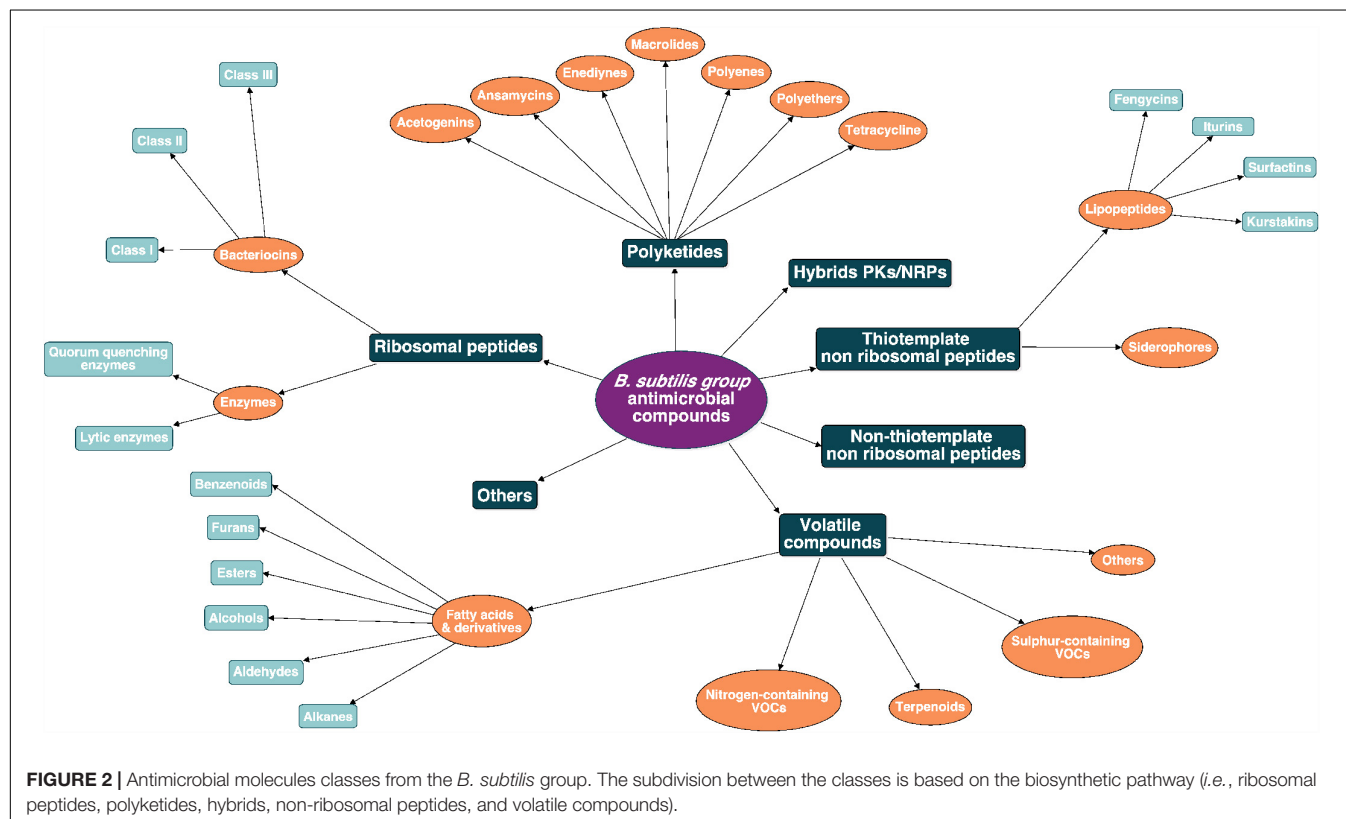 Macrolides
Enediynes
Polyenes
Ansamycins
Polyethers
Acetogenins
Tetracycline
Class III
Class II
Class I
Bacteriocins
Polyketides
Hybrids PKs/NRPs
Fengycins
Iturins
Surfactins
Kurstakins
Lipopeptides
Ribosomal peptides
Thiotemplate
non ribosomal peptides
Siderophores
Quorum quenching
enzymes
Enzymes
Lytic enzymes
B. subtilis group
antimicrobial
compounds
Non-thiotemplate
non ribosomal peptides
Others
Volatile
compounds
Benzenoids
Furans
Esters
Alcohols
Aldehydes
Alkanes
Fatty acids
& derivatives
Others
Sulphur-containing
VOCs
Nitrogen-containing
VOCs
Terpenoids
FIGURE 2 | Antimicrobial molecules classes from the B. subtilis group. The subdivision between the classes is based on the biosynthetic pathway (i.e., ribosomal
peptides, polyketides, hybrids, non-ribosomal peptides, and volatile compounds).